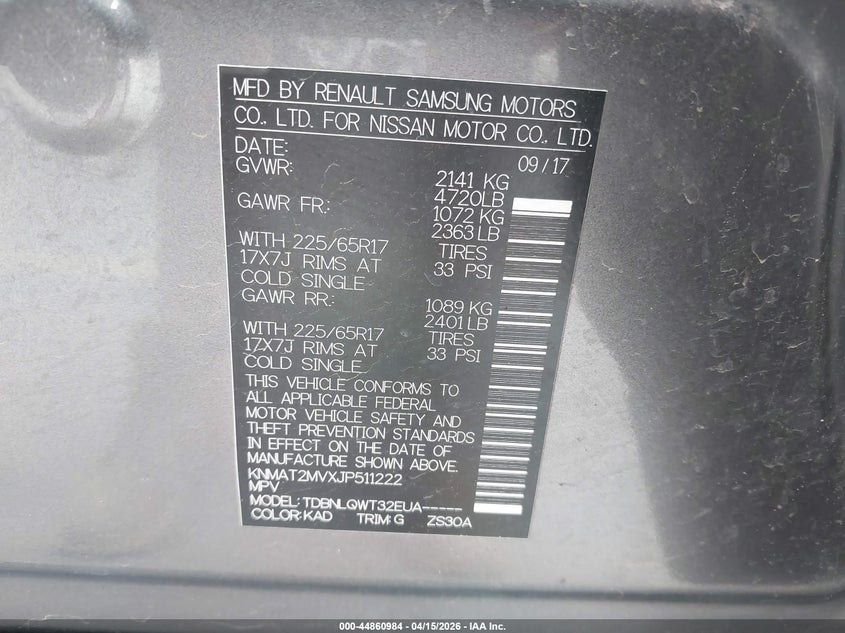 MFD BY RENAULT SAMSUNG MOTORS
CO., LTD. FOR NISSAN MOTOR CO., LTD.
DATE: 09/17
GVWR: 2141 KG
4720LB
GAWR FR: 1072 KG
2363 LB
WITH 225/65R17 TIRES
17X7J RIMS AT 33 PSI
COLD SINGLE
GAWR RR: 1089 KG
2401 LB
WITH 225/65R17 TIRES
17X7J RIMS AT 33 PSI
COLD SINGLE
THIS VEHICLE CONFORMS TO
ALL APPLICABLE FEDERAL
MOTOR VEHICLE SAFETY AND
THEFT PREVENTION STANDARDS
IN EFFECT ON THE DATE OF
MANUFACTURE SHOWN ABOVE.
KNMAT2MVXJP511222
MPV
MODEL: TDBNLQWT32EUA-----
COLOR: KAD TRIM: G ZS30A
000-44860984 - 04/15/2026 - IAA Inc.